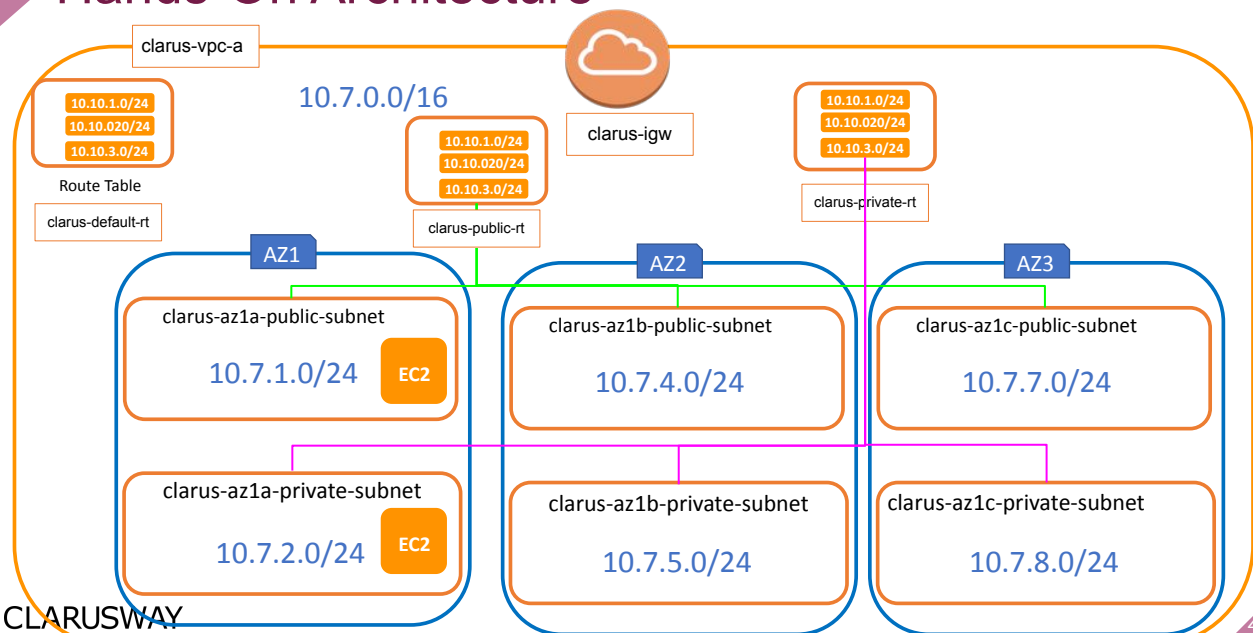 Hands-On Architecture
clarus-vpc-a
10.7.0.0/16
clarus-igw
10.10.1.0/24
10.10.020/24
10.10.3.0/24
Route Table
clarus-default-rt
10.10.1.0/24
10.10.020/24
10.10.3.0/24
clarus-public-rt
10.10.1.0/24
10.10.020/24
10.10.3.0/24
clarus-private-rt
AZ1
AZ2
AZ3
clarus-az1a-public-subnet
10.7.1.0/24
EC2
clarus-az1b-public-subnet
10.7.4.0/24
clarus-az1c-public-subnet
10.7.7.0/24
clarus-az1a-private-subnet
10.7.2.0/24
EC2
clarus-az1b-private-subnet
10.7.5.0/24
clarus-az1c-private-subnet
10.7.8.0/24
CLARUSWAY